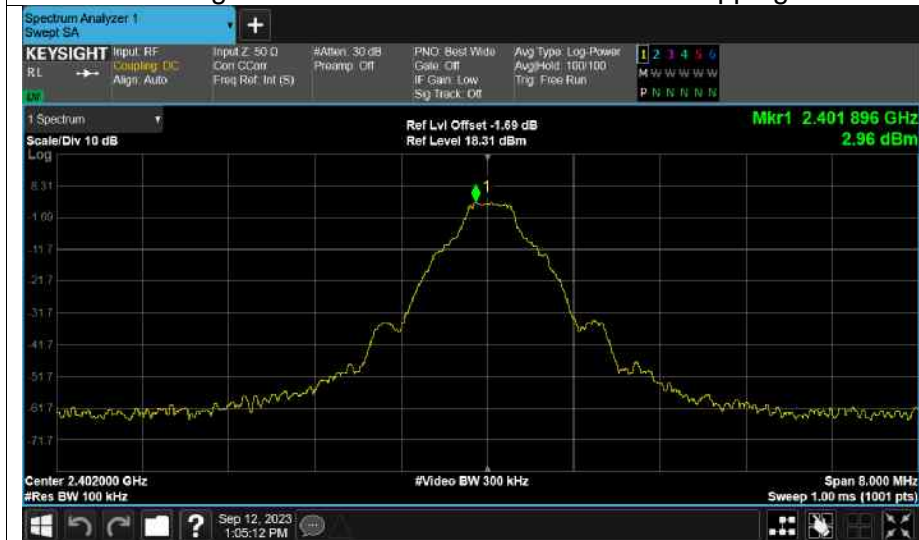 Spectrum Analyzer 1
Swept SA
+
KEYSIGHT Input: RF Input Z: 50 Ω #Atten: 30 dB PNO: Best Wide Avg Type: Log-Power 1 2 3 4 5 6
RL Coupling: DC Corr CCorr Preamp: Off Gate: Off Avg|Hold: 100/100 M W W W W W
Align: Auto Freq Ref: Int (S) IF Gain: Low Trig: Free Run
Sig Track: Off P N N N N N
1 Spectrum
Ref Lvl Offset -1.69 dB Mkr1 2.401 896 GHz
Scale/Div 10 dB Ref Level 18.31 dBm 2.96 dBm
Log
8.31
1
-1.69
-11.7
-21.7
-31.7
-41.7
-51.7
-61.7
-71.7
Center 2.402000 GHz #Video BW 300 kHz Span 8.000 MHz
#Res BW 100 kHz Sweep 1.00 ms (1001 pts)
? Sep 12, 2023
1:05:12 PM